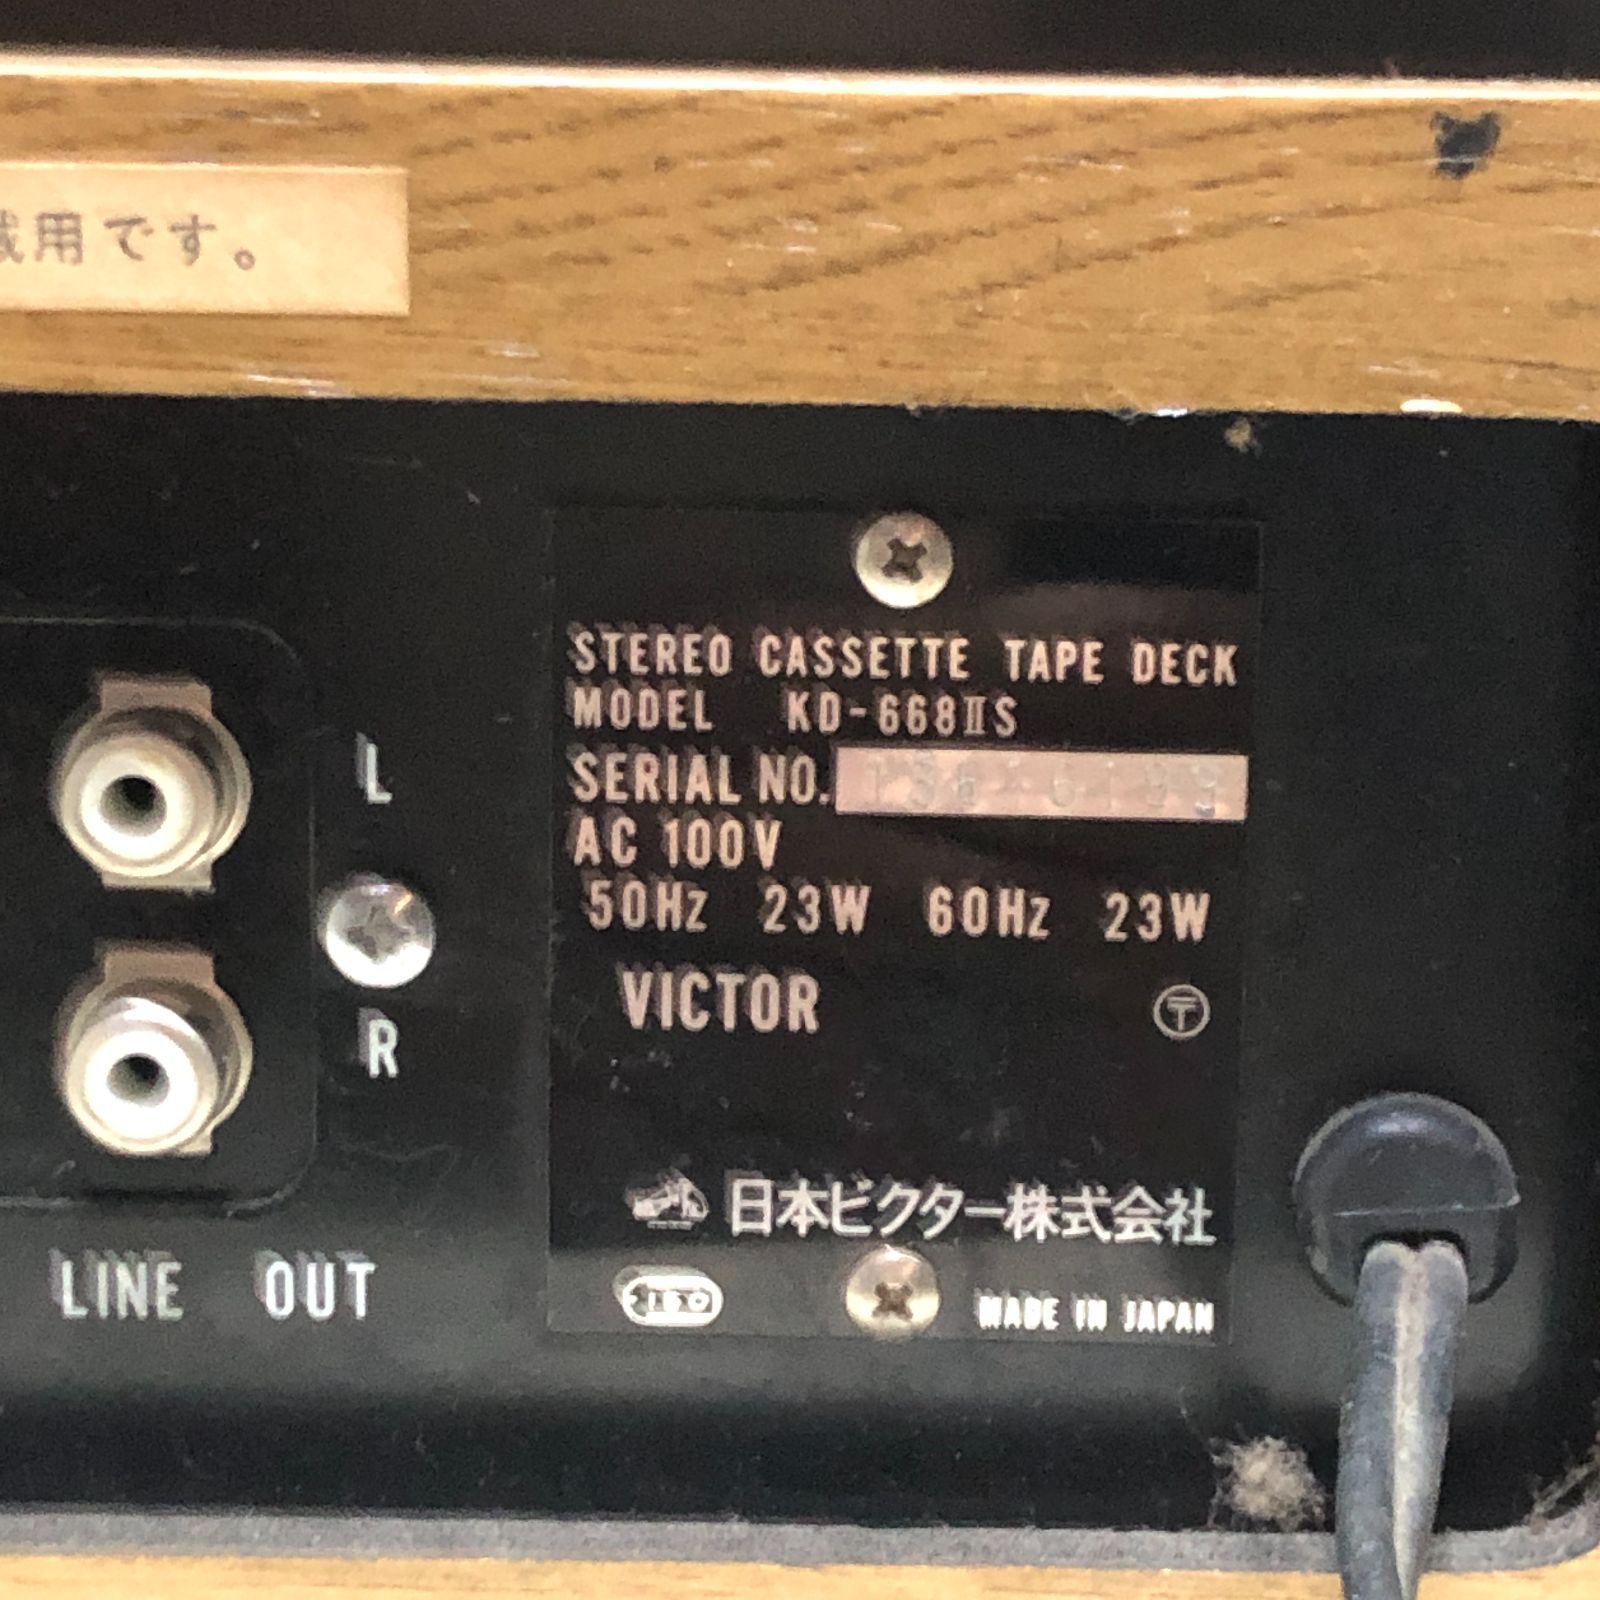 用です。
STEREO CASSETTE TAPE DECK
MODEL KD-668IIS
SERIAL NO.
AC 100V
50Hz 23W 60Hz 23W
VICTOR
〒
L
R
LINE OUT
日本ビクター株式会社
MADE IN JAPAN